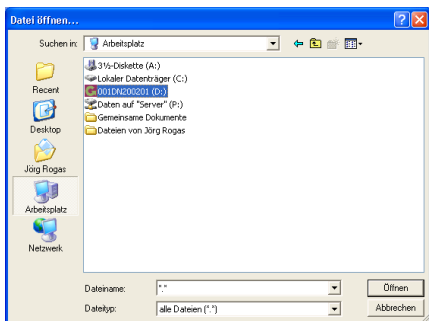 Datei öffnen...
Suchen in:
Arbeitsplatz
3½-Diskette (A:)
Lokaler Datenträger (C:)
001DN200201 (D:)
Daten auf "Server" (P:)
Gemeinsame Dokumente
Dateien von Jörg Rogas
Recent
Desktop
Jörg Rogas
Arbeitsplatz
Netzwerk
Dateiname:
"."
Öffnen
Dateityp:
alle Dateien (".")
Abbrechen